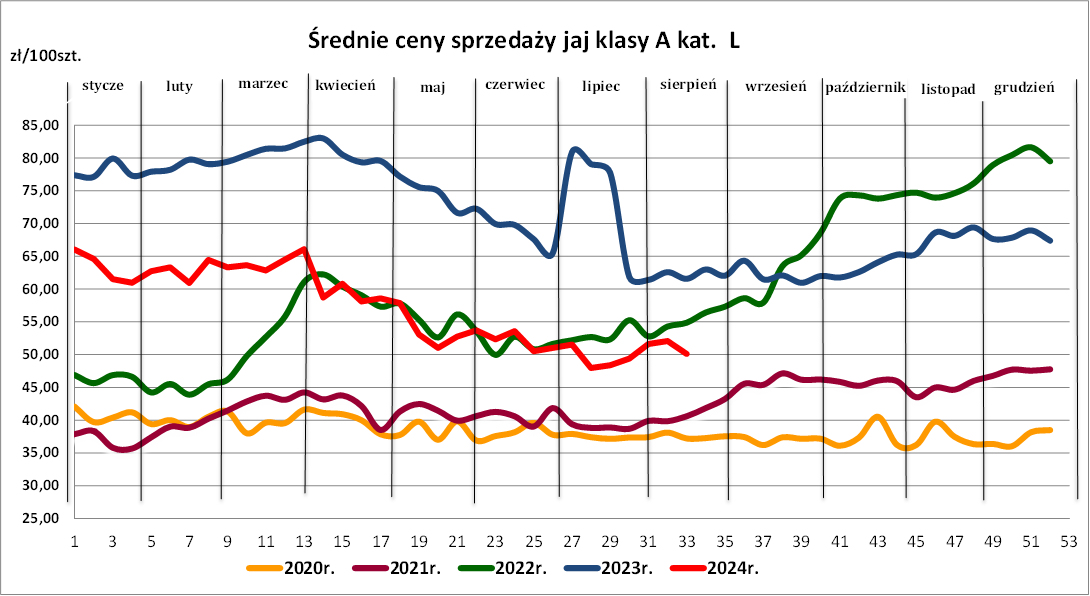 Średnie ceny sprzedaży jaj klasy A kat. L
zł/100szt.
stycze luty marzec kwiecień maj czerwiec lipiec sierpień wrzesień październik listopad grudzień
85,00
80,00
75,00
70,00
65,00
60,00
55,00
50,00
45,00
40,00
35,00
30,00
25,00
1 3 5 7 9 11 13 15 17 19 21 23 25 27 29 31 33 35 37 39 41 43 45 47 49 51 53
2020r. 2021r. 2022r. 2023r. 2024r.